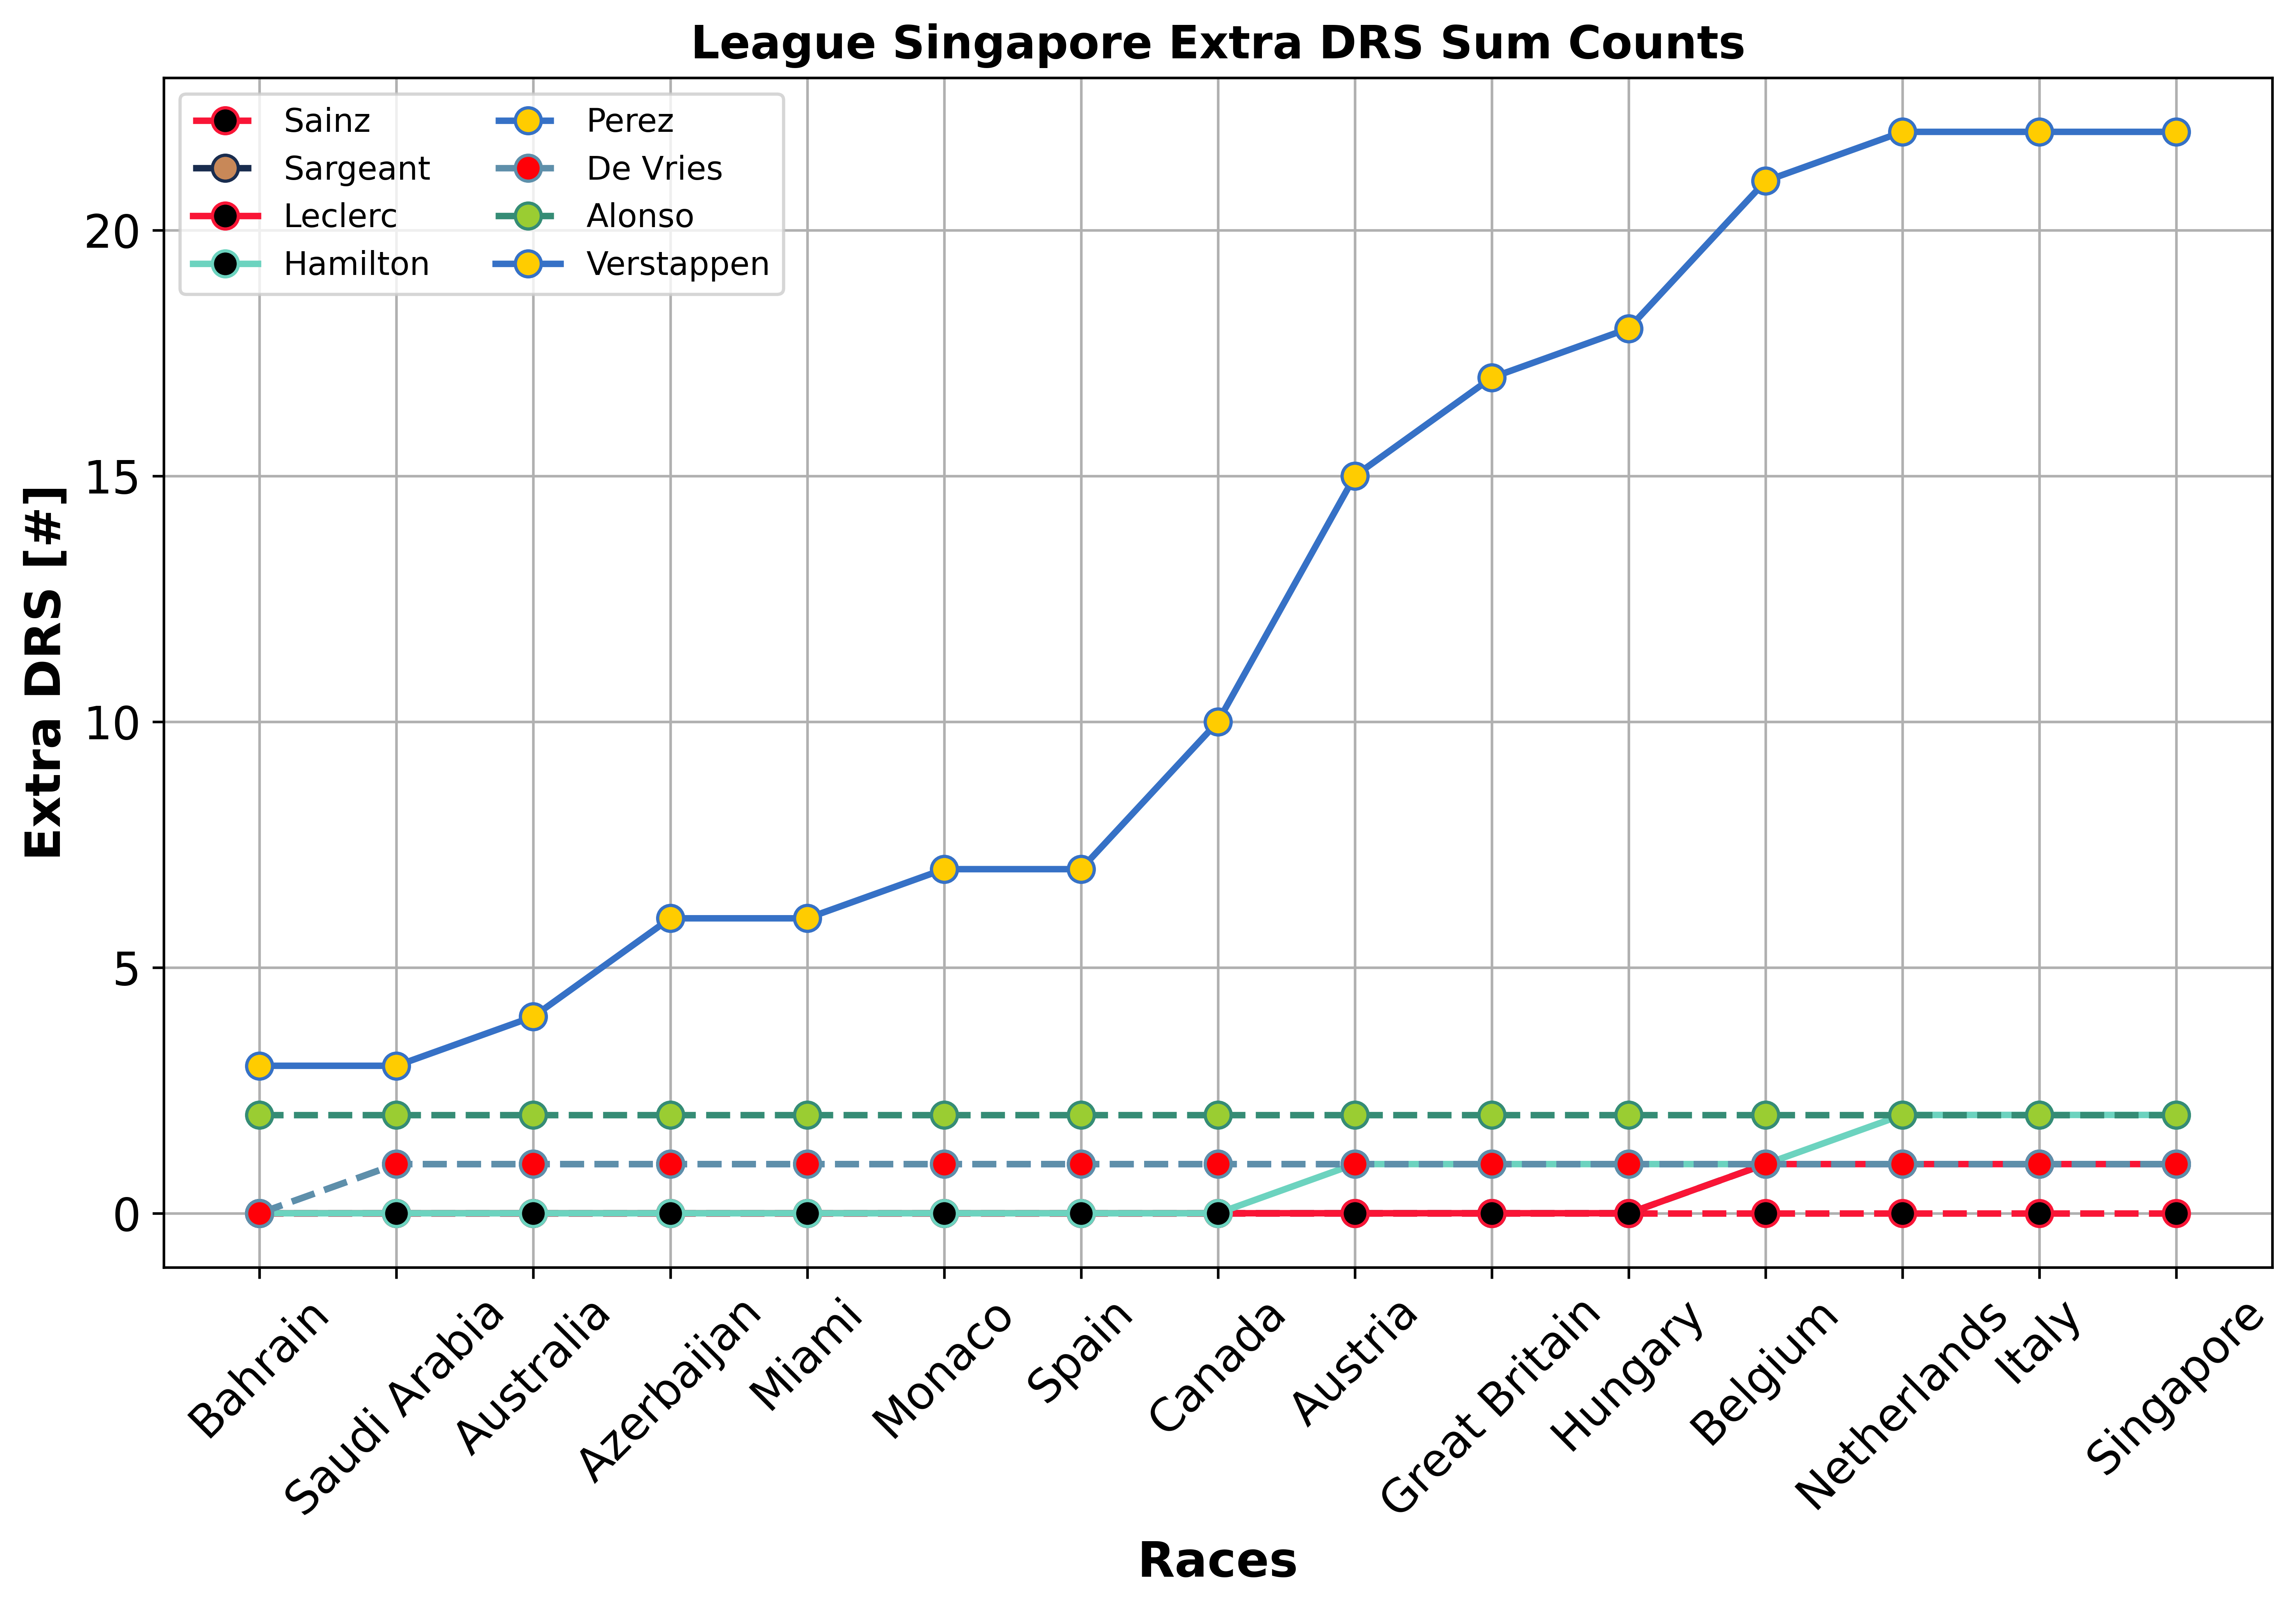 League Singapore Extra DRS Sum Counts
Sainz
Sargeant
Leclerc
Hamilton
Perez
De Vries
Alonso
Verstappen
Extra DRS [#]
20
15
10
5
0
Bahrain
Saudi Arabia
Australia
Azerbaijan
Miami
Monaco
Spain
Canada
Austria
Great Britain
Hungary
Belgium
Netherlands
Italy
Singapore
Races